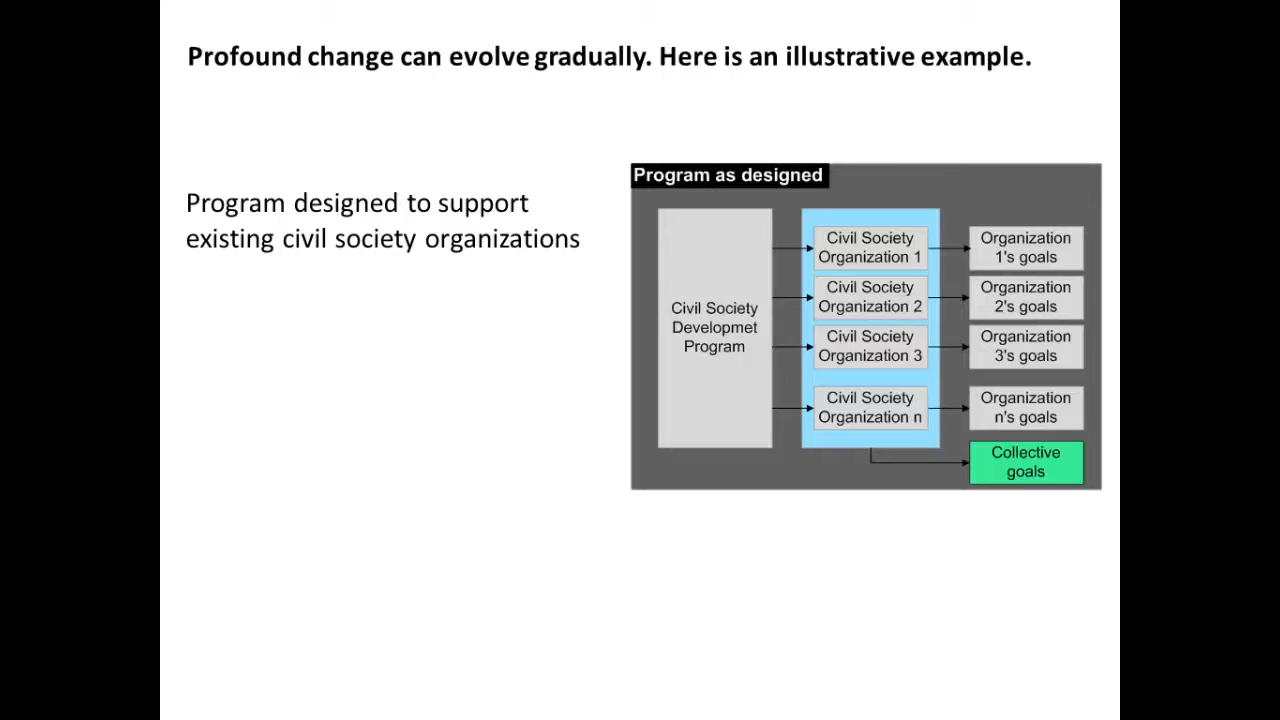 Profound change can evolve gradually. Here is an illustrative example.
Program designed to support
existing civil society organizations
Program as designed
Civil Society
Developmet
Program
Civil Society
Organization 1
Organization
1's goals
Civil Society
Organization 2
Organization
2's goals
Civil Society
Organization 3
Organization
3's goals
Civil Society
Organization n
Organization
n's goals
Collective
goals